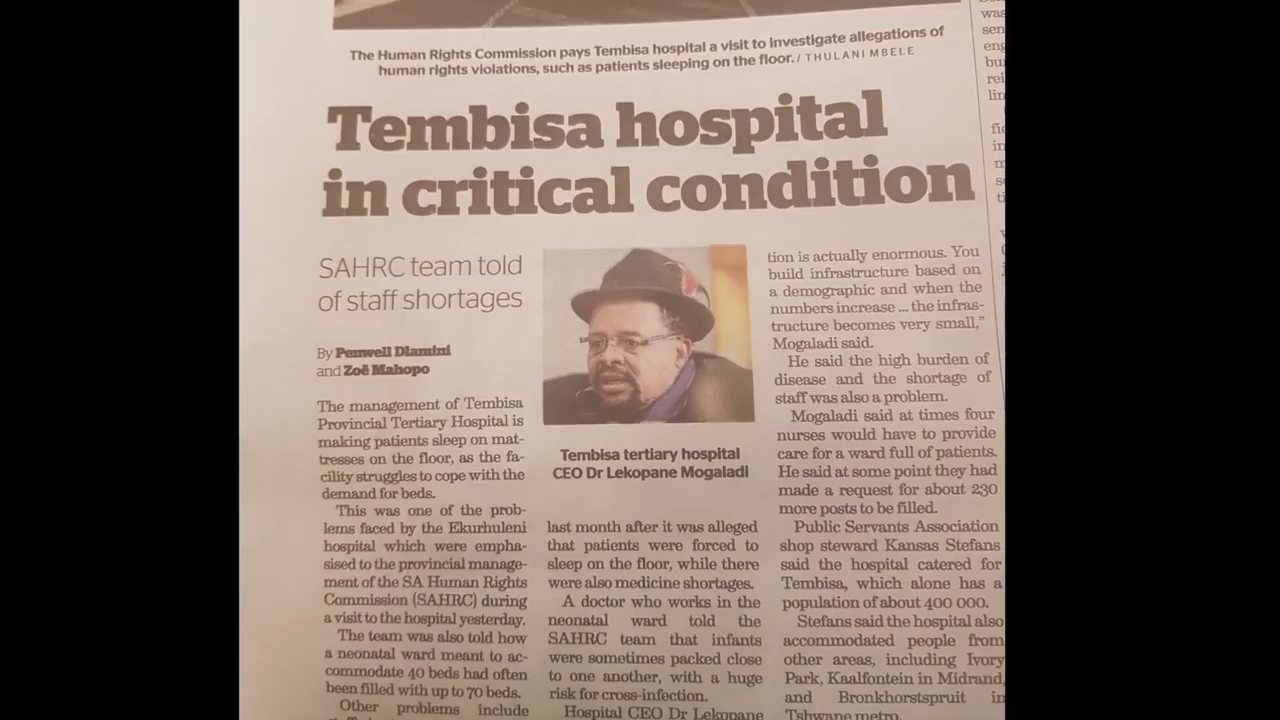 The Human Rights Commission pays Tembisa hospital a visit to investigate allegations of
human rights violations, such as patients sleeping on the floor. / THULANI MBELE
Tembisa hospital
in critical condition
SAHRC team told
of staff shortages
By Penwell Dlamini
and Zoë Mahopo
The management of Tembisa
Provincial Tertiary Hospital is
making patients sleep on mat-
tresses on the floor, as the fa-
cility struggles to cope with the
demand for beds.
This was one of the prob-
lems faced by the Ekurhuleni
hospital which were empha-
sised to the provincial manage-
ment of the SA Human Rights
Commission (SAHRC) during
a visit to the hospital yesterday.
The team was also told how
a neonatal ward meant to ac-
commodate 40 beds had often
been filled with up to 70 beds.
Other problems include
Tembisa tertiary hospital
CEO Dr Lekopane Mogaladi
last month after it was alleged
that patients were forced to
sleep on the floor, while there
were also medicine shortages.
A doctor who works in the
neonatal ward told the
SAHRC team that infants
were sometimes packed close
to one another, with a huge
risk for cross-infection.
Hospital CEO Dr Lekopane
tion is actually enormous. You
build infrastructure based on
a demographic and when the
numbers increase ... the infras-
tructure becomes very small,"
Mogaladi said.
He said the high burden of
disease and the shortage of
staff was also a problem.
Mogaladi said at times four
nurses would have to provide
care for a ward full of patients.
He said at some point they had
made a request for about 230
more posts to be filled.
Public Servants Association
shop steward Kansas Stefans
said the hospital catered for
Tembisa, which alone has a
population of about 400 000.
Stefans said the hospital also
accommodated people from
other areas, including Ivory
Park, Kaalfontein in Midrand,
and Bronkhorstspruit in
Tshwane metro.
was
sen
eng
bu
rei
lin
fie
in